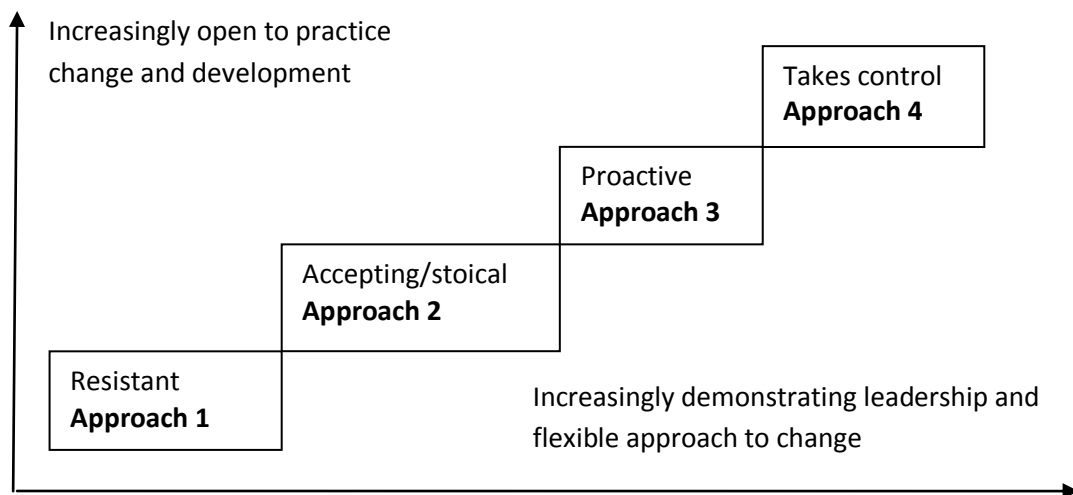 Increasingly open to practice
change and development
Takes control
Approach 4
Proactive
Approach 3
Accepting/stoical
Approach 2
Resistant
Approach 1
Increasingly demonstrating leadership and
flexible approach to change